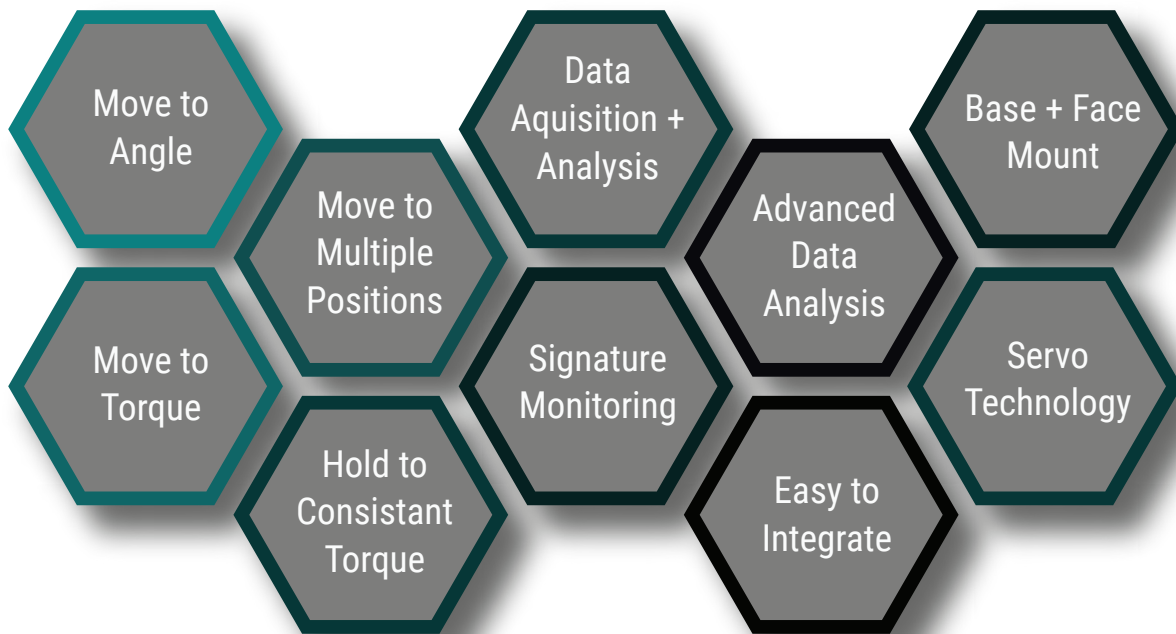 Move to
Angle
Move to
Torque
Move to
Multiple
Positions
Hold to
Consistant
Torque
Data
Aquisition +
Analysis
Signature
Monitoring
Advanced
Data
Analysis
Easy to
Integrate
Base + Face
Mount
Servo
Technology